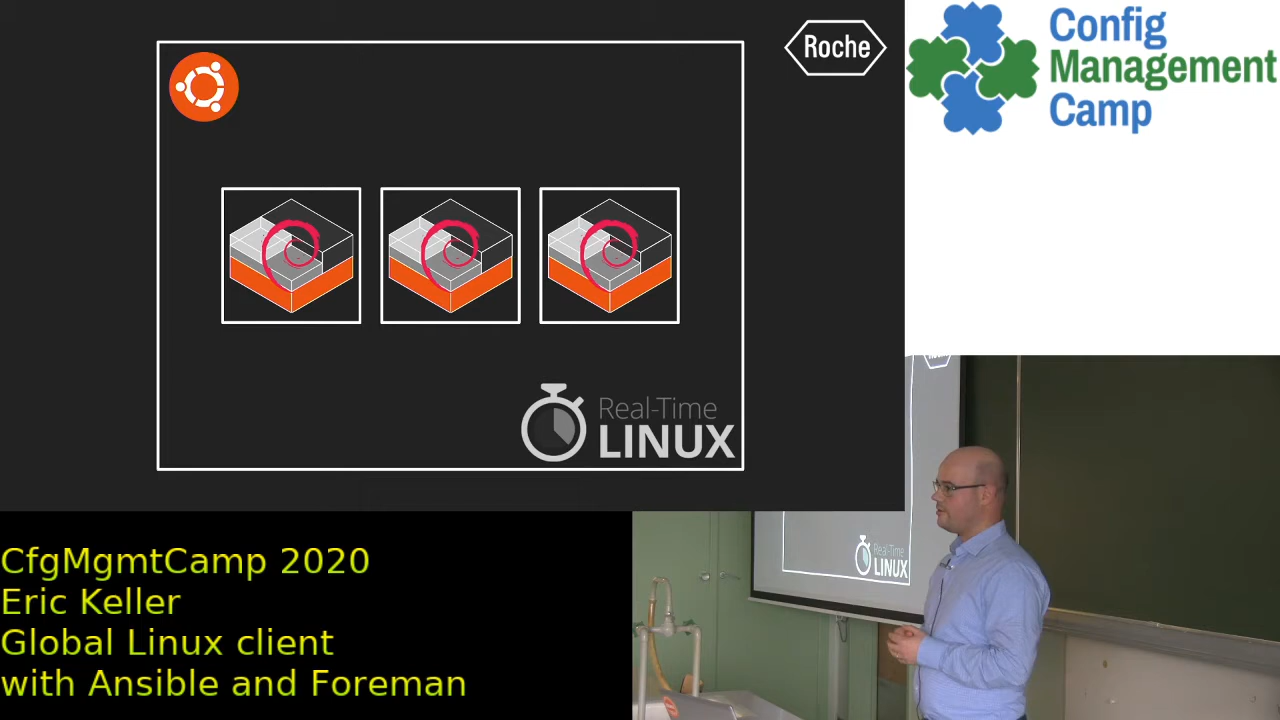 Roche
Config
Management
Camp
Real-Time
LINUX
Real-Time
LINUX
CfgMgmtCamp 2020
Eric Keller
Global Linux client
with Ansible and Foreman